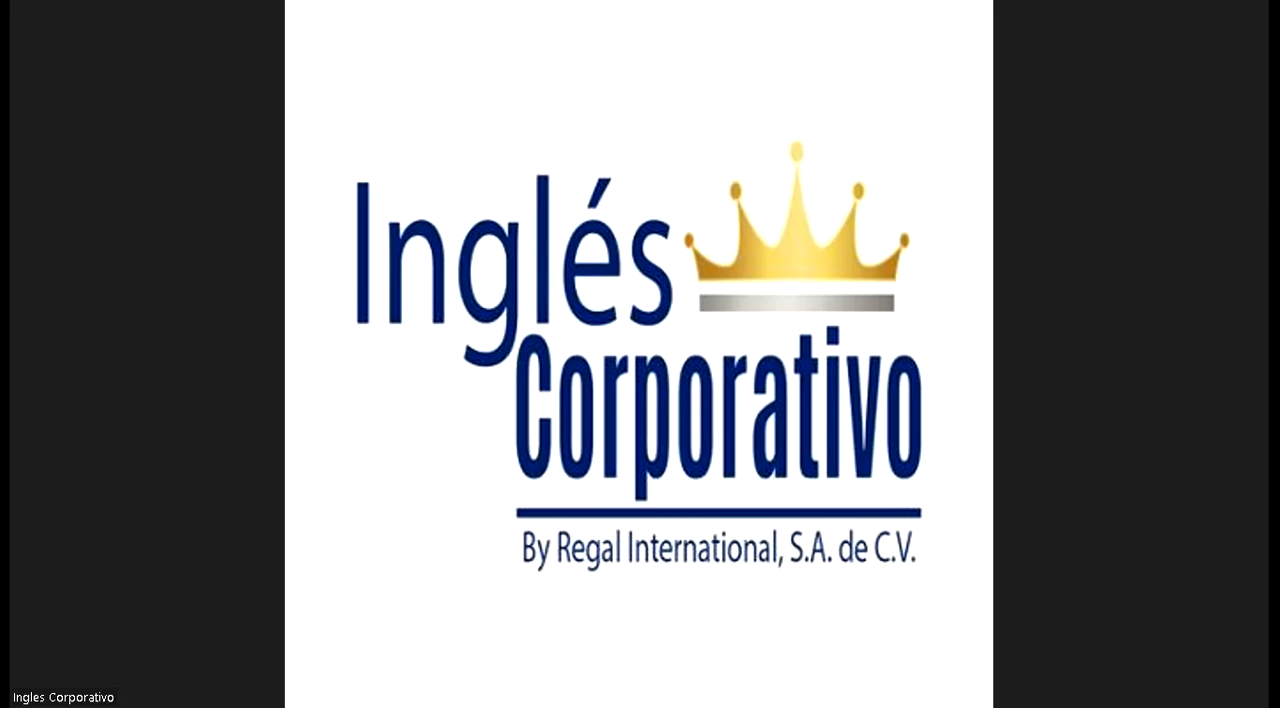 Inglés
Corporativo
By Regal International, S.A. de C.V.
Ingles Corporativo